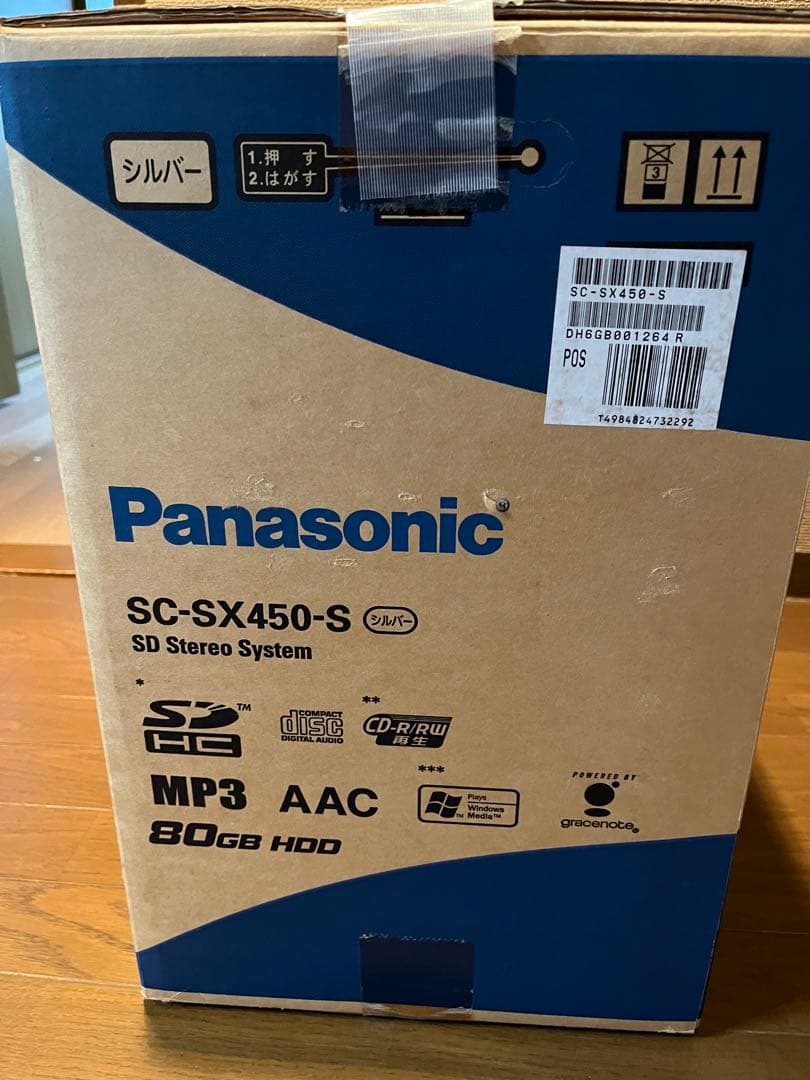 シルバー
1.押 す
2.はがす
3
SC-SX450-S
DH6GB001264 R
POS
T4984824732292
Panasonic®
SC-SX450-S シルバー
SD Stereo System
*
SD HC ™
COMPACT
disc
DIGITAL AUDIO
**
CD-R/RW
再生
MP3
AAC
***
Plays
Windows
Media™
POWERED BY
gracenote®
80GB HDD